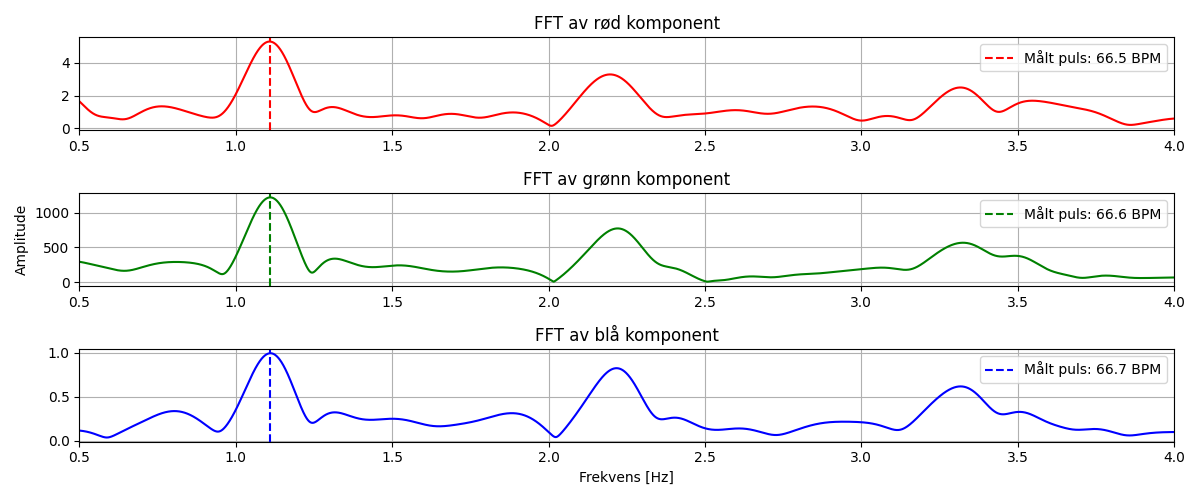 FFT av rød komponent
4
2
0
Målt puls: 66.5 BPM
0.5 1.0 1.5 2.0 2.5 3.0 3.5 4.0
FFT av grønn komponent
Amplitude
1000
500
0
Målt puls: 66.6 BPM
0.5 1.0 1.5 2.0 2.5 3.0 3.5 4.0
FFT av blå komponent
1.0
0.5
0.0
Målt puls: 66.7 BPM
0.5 1.0 1.5 2.0 2.5 3.0 3.5 4.0
Frekvens [Hz]